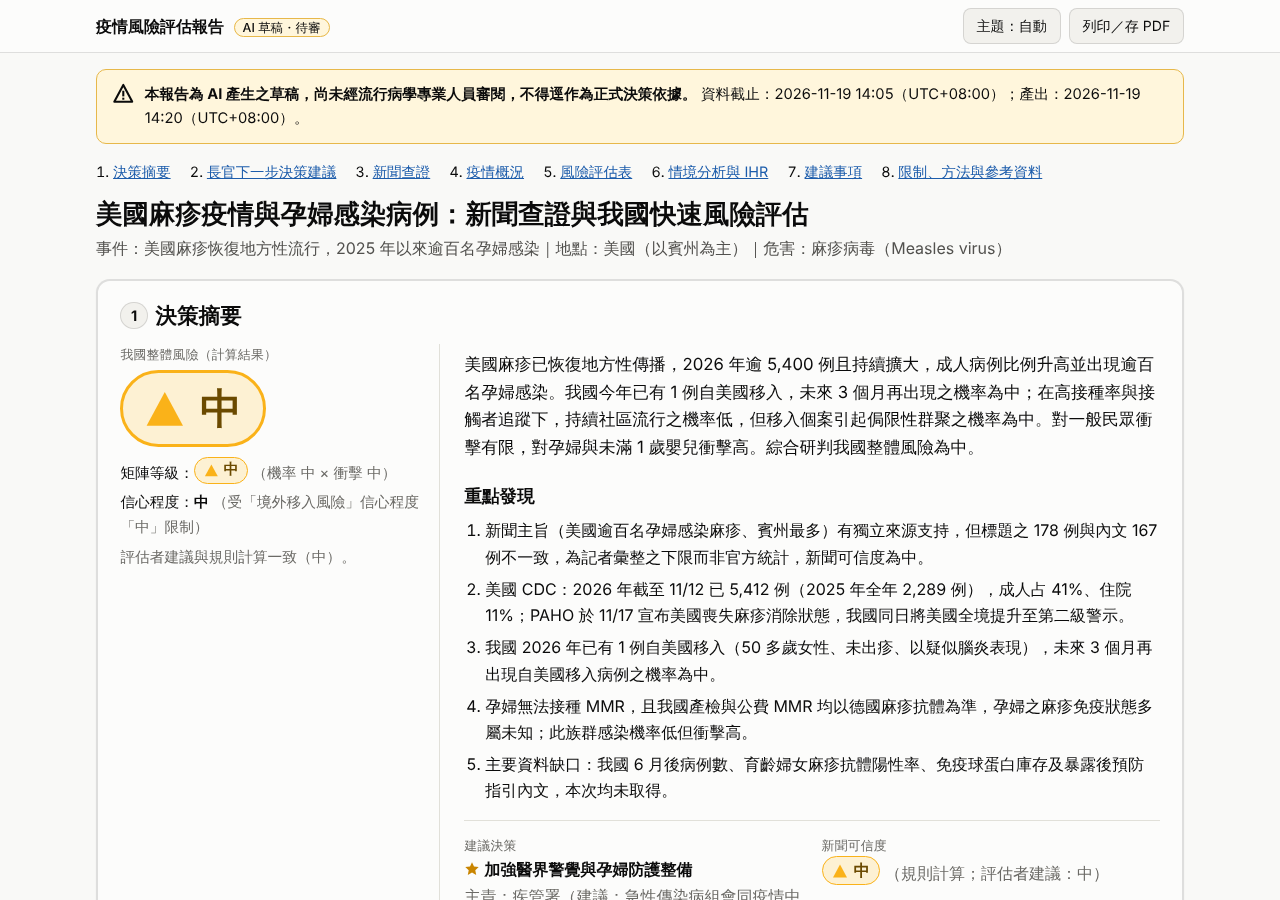 疫情風險評估報告 AI 草稿・待審 主題：自動 列印／存 PDF
本報告為 AI 產生之草稿，尚未經流行病學專業人員審閱，不得逕作為正式決策依據。 資料截止：2026-11-19 14:05（UTC+08:00）；產出：2026-11-19
14:20（UTC+08:00）。
1. 決策摘要 2. 長官下一步決策建議 3. 新聞查證 4. 疫情概況 5. 風險評估表 6. 情境分析與 IHR 7. 建議事項 8. 限制、方法與參考資料
美國麻疹疫情與孕婦感染病例：新聞查證與我國快速風險評估
事件：美國麻疹恢復地方性流行，2025 年以來逾百名孕婦感染｜地點：美國（以賓州為主）｜危害：麻疹病毒（Measles virus）
1 決策摘要
我國整體風險（計算結果）
中
矩陣等級： 中 （機率 中 × 衝擊 中）
信心程度：中 （受「境外移入風險」信心程度
「中」限制）
評估者建議與規則計算一致（中）。
美國麻疹已恢復地方性傳播，2026 年逾 5,400 例且持續擴大，成人病例比例升高並出現逾百
名孕婦感染。我國今年已有 1 例自美國移入，未來 3 個月再出現之機率為中；在高接種率與接
觸者追蹤下，持續社區流行之機率低，但移入個案引起侷限性群聚之機率為中。對一般民眾衝
擊有限，對孕婦與未滿 1 歲嬰兒衝擊高。綜合研判我國整體風險為中。
重點發現
1. 新聞主旨（美國逾百名孕婦感染麻疹、賓州最多）有獨立來源支持，但標題之 178 例與內文 167
例不一致，為記者彙整之下限而非官方統計，新聞可信度為中。
2. 美國 CDC：2026 年截至 11/12 已 5,412 例（2025 年全年 2,289 例），成人占 41%、住院
11%；PAHO 於 11/17 宣布美國喪失麻疹消除狀態，我國同日將美國全境提升至第二級警示。
3. 我國 2026 年已有 1 例自美國移入（50 多歲女性、未出疹、以疑似腦炎表現），未來 3 個月再
出現自美國移入病例之機率為中。
4. 孕婦無法接種 MMR，且我國產檢與公費 MMR 均以德國麻疹抗體為準，孕婦之麻疹免疫狀態多
屬未知；此族群感染機率低但衝擊高。
5. 主要資料缺口：我國 6 月後病例數、育齡婦女麻疹抗體陽性率、免疫球蛋白庫存及暴露後預防
指引內文，本次均未取得。
建議決策
加強醫界警覺與孕婦防護整備
主責：疾管署（建議：急性傳染病組會同疫情中
新聞可信度
中 （規則計算；評估者建議：中）